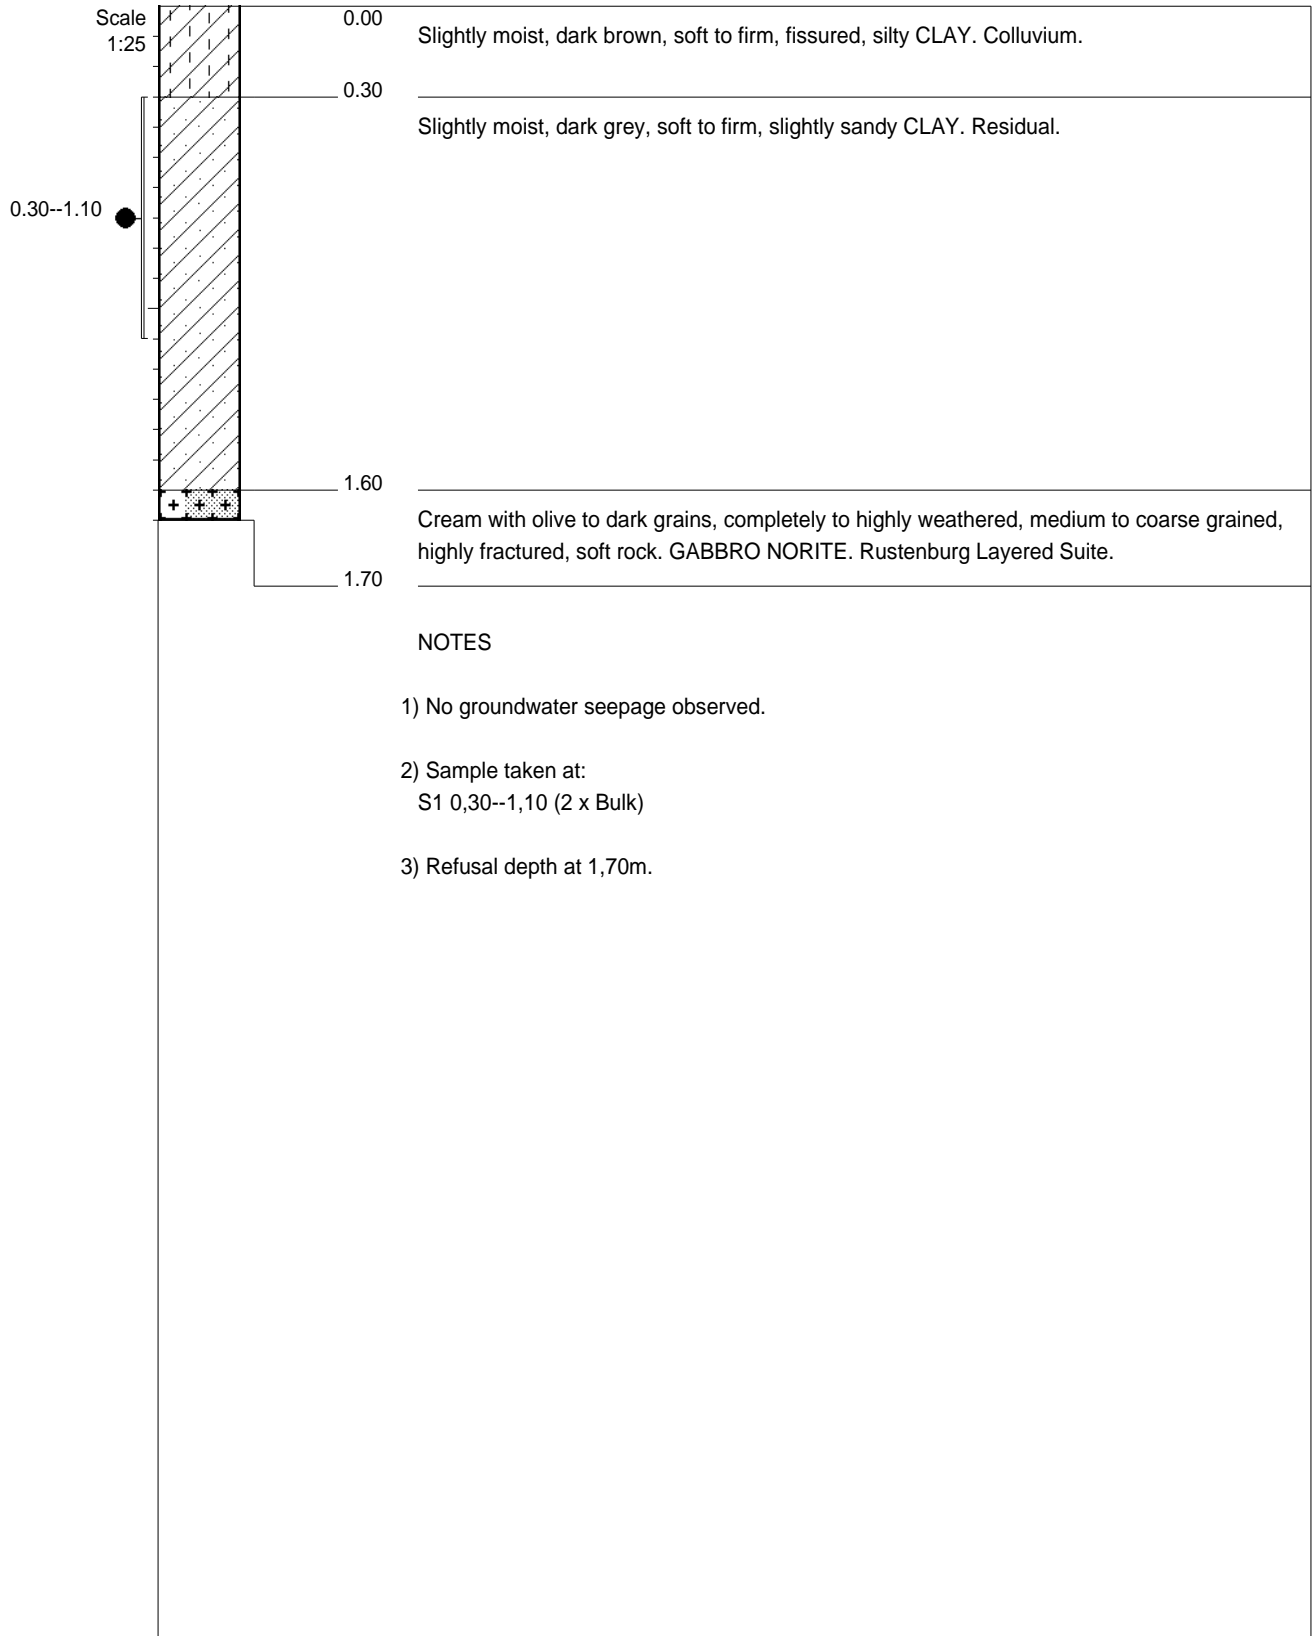 Scale
1:25
0.00
Slightly moist, dark brown, soft to firm, fissured, silty CLAY. Colluvium.
0.30
Slightly moist, dark grey, soft to firm, slightly sandy CLAY. Residual.
0.30--1.10
1.60
Cream with olive to dark grains, completely to highly weathered, medium to coarse grained,
highly fractured, soft rock. GABBRO NORITE. Rustenburg Layered Suite.
1.70
NOTES
1) No groundwater seepage observed.
2) Sample taken at:
S1 0,30--1,10 (2 x Bulk)
3) Refusal depth at 1,70m.